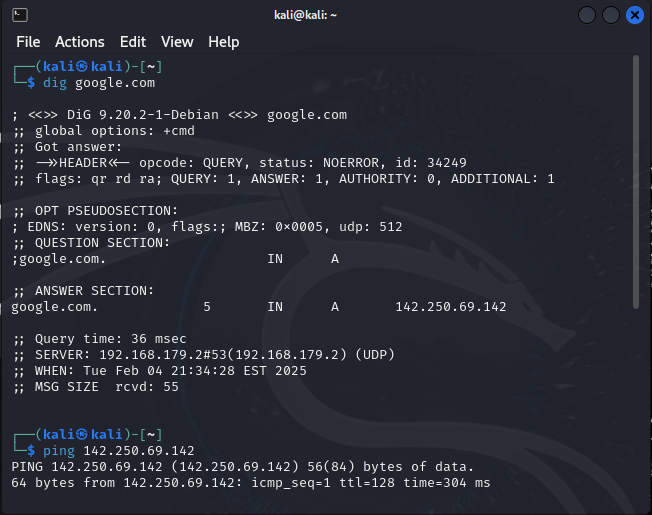 kali@kali: ~
File Actions Edit View Help
┌──(kali㉿kali)-[~]
└─$ dig google.com
; <<>> DiG 9.20.2-1-Debian <<>> google.com
;; global options: +cmd
;; Got answer:
;; ->>HEADER<<- opcode: QUERY, status: NOERROR, id: 34249
;; flags: qr rd ra; QUERY: 1, ANSWER: 1, AUTHORITY: 0, ADDITIONAL: 1
;; OPT PSEUDOSECTION:
; EDNS: version: 0, flags:; MBZ: 0x0005, udp: 512
;; QUESTION SECTION:
;google.com. IN A
;; ANSWER SECTION:
google.com. 5 IN A 142.250.69.142
;; Query time: 36 msec
;; SERVER: 192.168.179.2#53(192.168.179.2) (UDP)
;; WHEN: Tue Feb 04 21:34:28 EST 2025
;; MSG SIZE rcvd: 55
┌──(kali㉿kali)-[~]
└─$ ping 142.250.69.142
PING 142.250.69.142 (142.250.69.142) 56(84) bytes of data.
64 bytes from 142.250.69.142: icmp_seq=1 ttl=128 time=304 ms